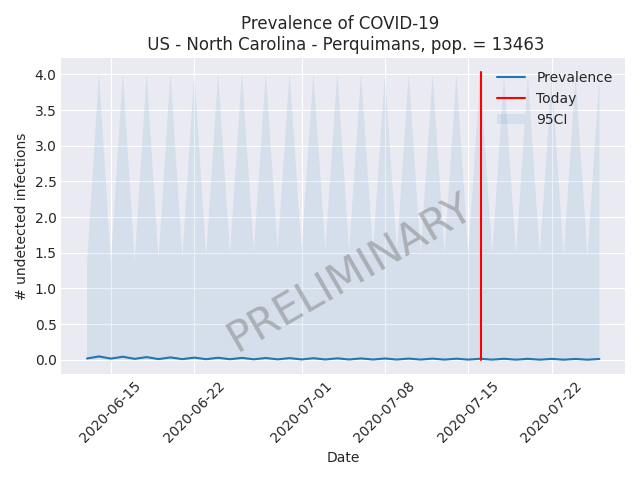 Prevalence of COVID-19
US - North Carolina - Perquimans, pop. = 13463
4.0
3.5
3.0
2.5
2.0
1.5
1.0
0.5
0.0
# undetected infections
Prevalence
Today
95CI
PRELIMINARY
2020-06-15
2020-06-22
2020-07-01
2020-07-08
2020-07-15
2020-07-22
Date